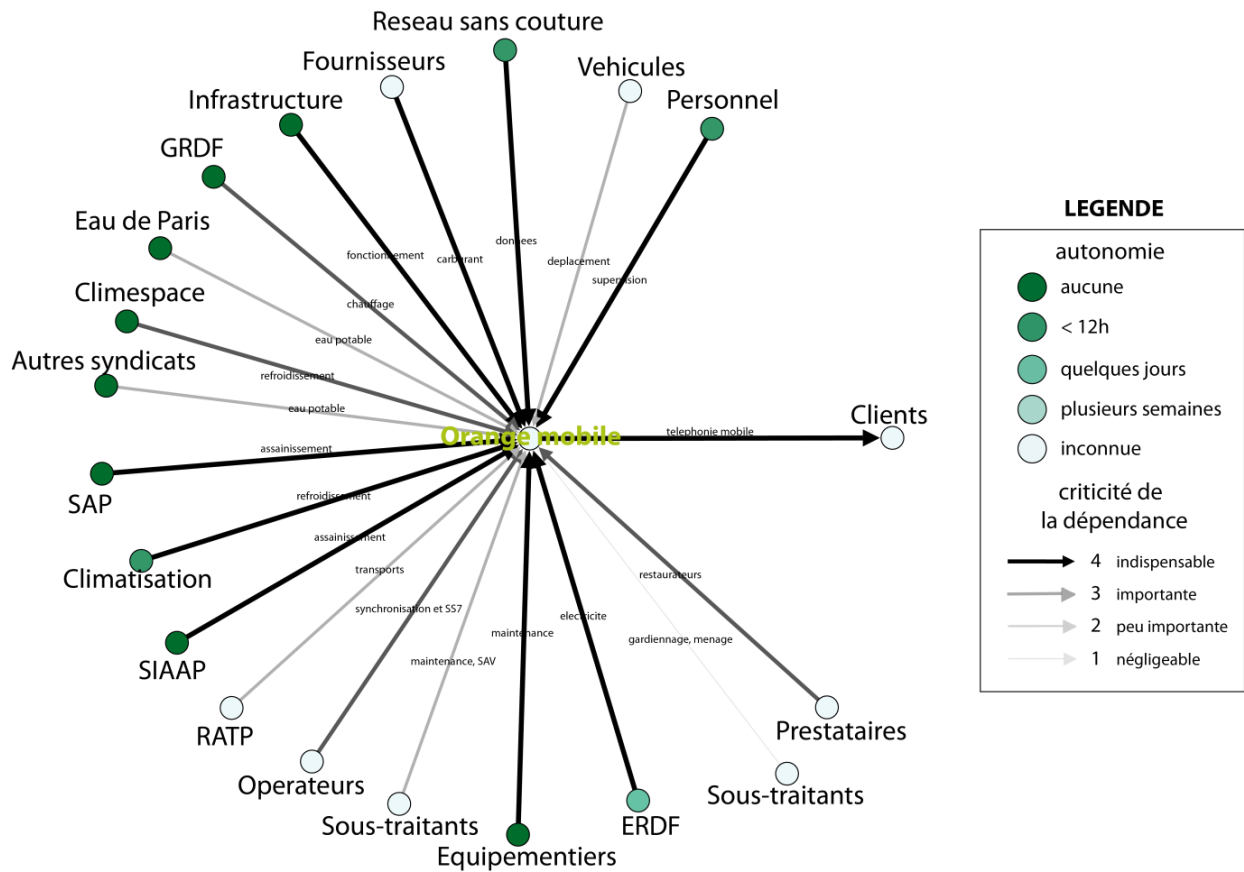 Reseau sans couture
Fournisseurs
Vehicules
Infrastructure
Personnel
GRDF
Eau de Paris
Climespace
Autres syndicats
SAP
Climatisation
SIAAP
RATP
Operateurs
Sous-traitants
Equipementiers
ERDF
Sous-traitants
Prestataires
Clients
Orange mobile
fonctionnement
carburant
donnees
deplacement
supervision
chauffage
eau potable
refroidissement
eau potable
assainissement
refroidissement
assainissement
transports
synchronisation et SS7
maintenance, SAV
maintenance
electricite
gardiennage, menage
restaurateurs
telephonie mobile
LEGENDE
autonomie
aucune
< 12h
quelques jours
plusieurs semaines
inconnue
criticité de
la dépendance
4 indispensable
3 importante
2 peu importante
1 négligeable